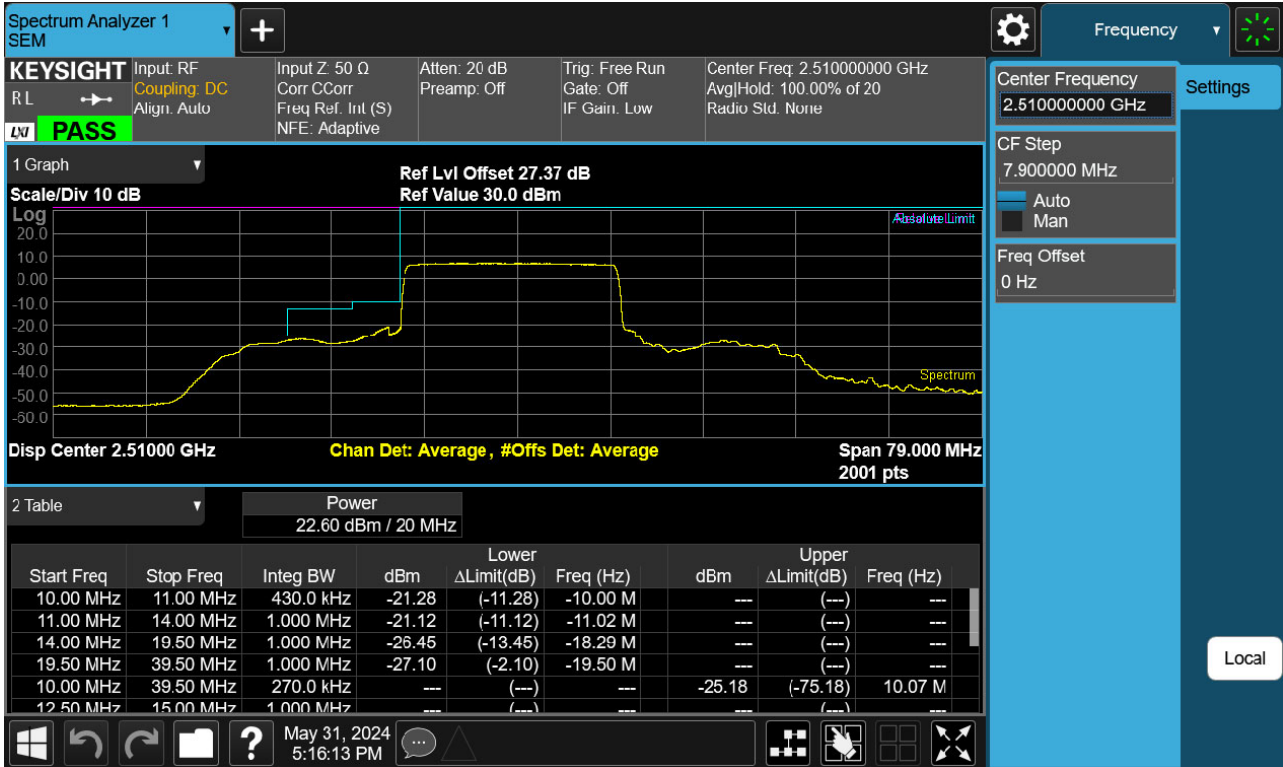 Spectrum Analyzer 1
SEM
Frequency
KEYSIGHT
RL
LXI
PASS
Input: RF
Coupling: DC
Align: Auto
Input Z: 50 Ω
Corr CCorr
Freq Ref: Int (S)
NFE: Adaptive
Atten: 20 dB
Preamp: Off
Trig: Free Run
Gate: Off
IF Gain: Low
Center Freq: 2.510000000 GHz
Avg|Hold: 100.00% of 20
Radio Std: None
Center Frequency
2.510000000 GHz
Settings
CF Step
7.900000 MHz
Auto
Man
Freq Offset
0 Hz
1 Graph
Scale/Div 10 dB
Ref Lvl Offset 27.37 dB
Ref Value 30.0 dBm
Log
20.0
10.0
0.00
-10.0
-20.0
-30.0
-40.0
-50.0
-60.0
Absolute Limit
Spectrum
Disp Center 2.51000 GHz
Chan Det: Average , #Offs Det: Average
Span 79.000 MHz
2001 pts
2 Table
Power
22.60 dBm / 20 MHz
Lower Upper
Start Freq Stop Freq Integ BW dBm ΔLimit(dB) Freq (Hz) dBm ΔLimit(dB) Freq (Hz)
10.00 MHz 11.00 MHz 430.0 kHz -21.28 (-11.28) -10.00 M --- (---) ---
11.00 MHz 14.00 MHz 1.000 MHz -21.12 (-11.12) -11.02 M --- (---) ---
14.00 MHz 19.50 MHz 1.000 MHz -26.45 (-13.45) -18.29 M --- (---) ---
19.50 MHz 39.50 MHz 1.000 MHz -27.10 (-2.10) -19.50 M --- (---) ---
10.00 MHz 39.50 MHz 270.0 kHz --- (---) --- -25.18 (-75.18) 10.07 M
12.50 MHz 15.00 MHz 1.000 MHz --- (---) --- --- (---) ---
Local
May 31, 2024
5:16:13 PM